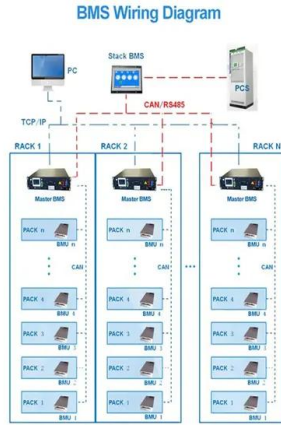 BMS Wiring Diagram
Stack BMS
PC
PCS
CAN/RS485
TCP/IP
RACK 1
RACK 2
RACK N
Master BMS
Master BMS
Master BMS
PACK n
PACK n
PACK n
BMU n
BMU n
BMU n
CAN
CAN
CAN
PACK 4
PACK 4
PACK 4
BMU 4
BMU 4
BMU 4
PACK 3
PACK 3
PACK 3
BMU 3
BMU 3
BMU 3
PACK 2
PACK 2
PACK 2
BMU 2
BMU 2
BMU 2
PACK 1
PACK 1
PACK 1
BMU 1
BMU 1
BMU 1